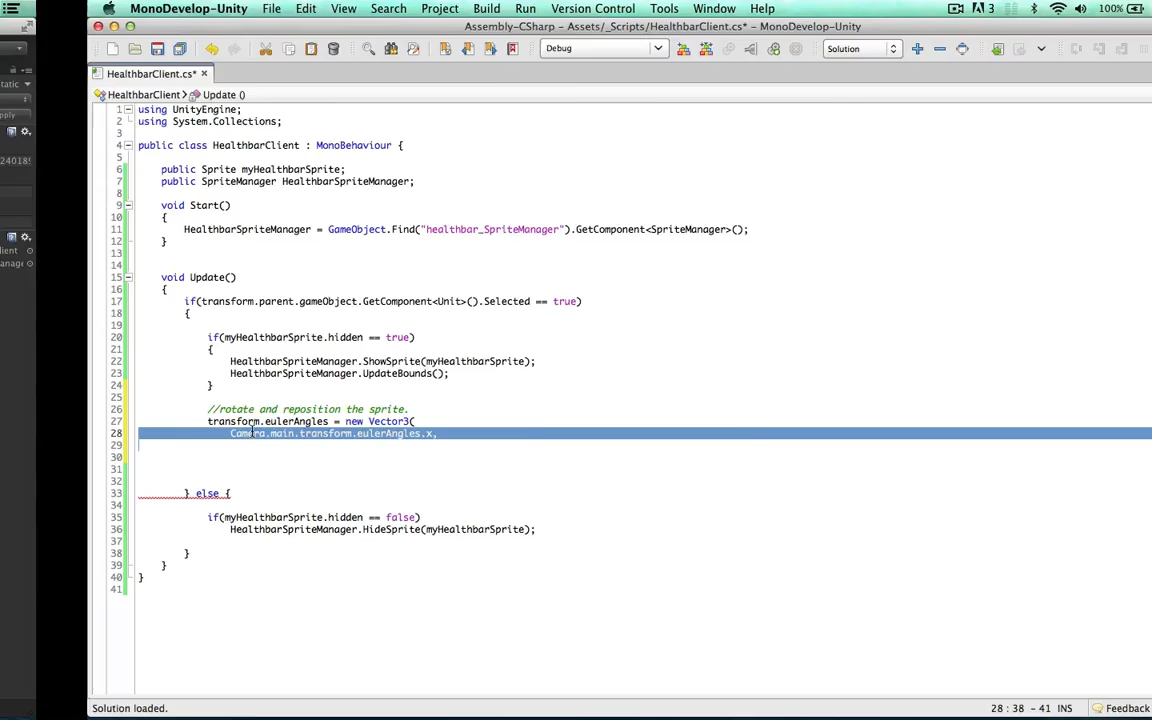 MonoDevelop-Unity File Edit View Search Project Build Run Version Control Tools Window Help 3 100%
Assembly-CSharp - Assets/_Scripts/HealthbarClient.cs* - MonoDevelop-Unity
Debug Solution
HealthbarClient.cs*
HealthbarClient Update ()
1 using UnityEngine;
2 using System.Collections;
3
4 public class HealthbarClient : MonoBehaviour {
5
6 public Sprite myHealthbarSprite;
7 public SpriteManager HealthbarSpriteManager;
8
9 void Start()
10 {
11 HealthbarSpriteManager = GameObject.Find("healthbar_SpriteManager").GetComponent<SpriteManager>();
12 }
13
14
15 void Update()
16 {
17 if(transform.parent.gameObject.GetComponent<Unit>().Selected == true)
18 {
19
20 if(myHealthbarSprite.hidden == true)
21 {
22 HealthbarSpriteManager.ShowSprite(myHealthbarSprite);
23 HealthbarSpriteManager.UpdateBounds();
24 }
25
26 //rotate and reposition the sprite.
27 transform.eulerAngles = new Vector3(
28 Camera.main.transform.eulerAngles.x,
29
30
31
32
33 } else {
34
35 if(myHealthbarSprite.hidden == false)
36 HealthbarSpriteManager.HideSprite(myHealthbarSprite);
37
38 }
39 }
40 }
41
Solution loaded. 28 : 38 - 41 INS Feedback
tatic
pply
24018
lient
anage